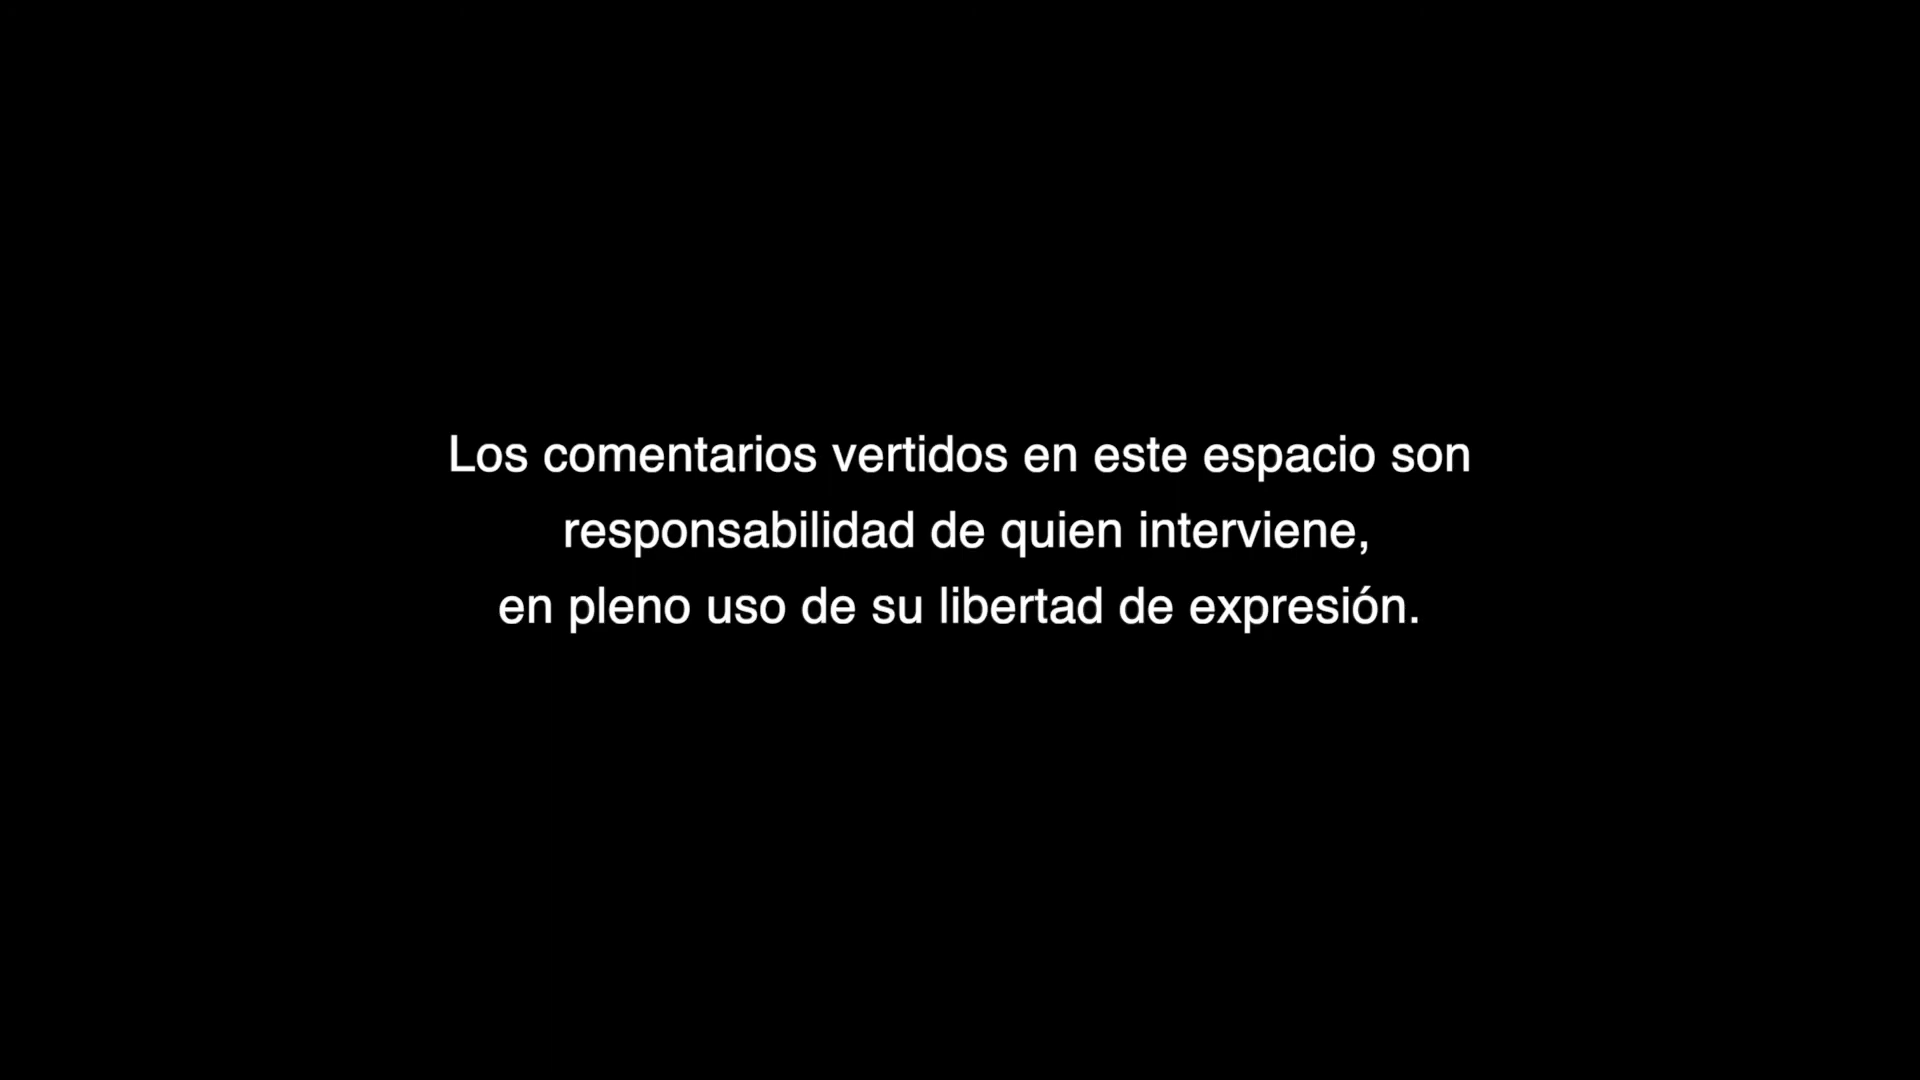 Los comentarios vertidos en este espacio son
responsabilidad de quien interviene,
en pleno uso de su libertad de expresión.